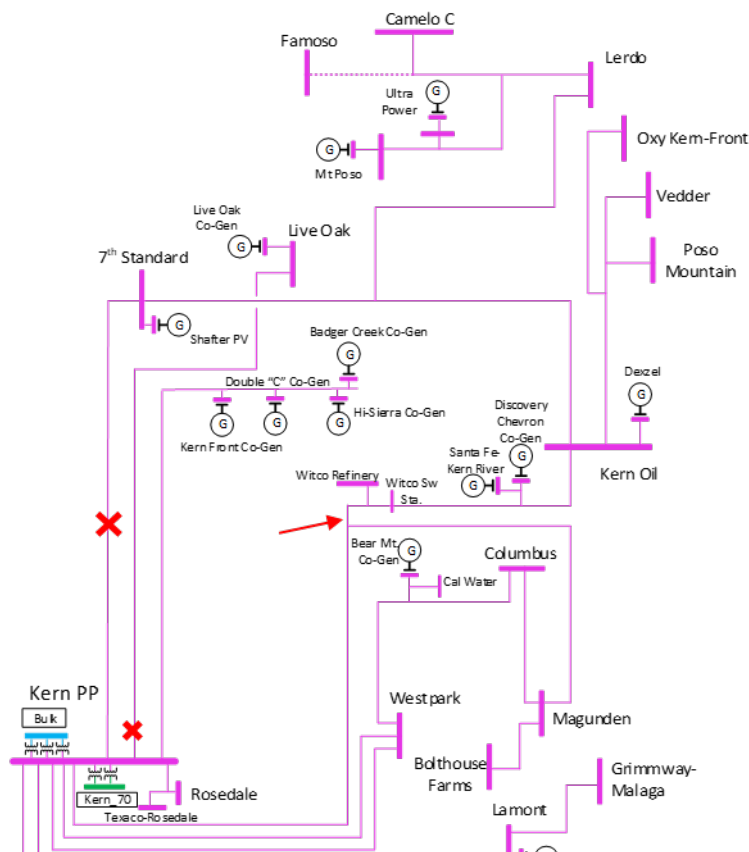 Camelo C
Famoso
Lerdo
Ultra
Power
G
Oxy Kern-Front
G
Mt Poso
Vedder
Live Oak
Co-Gen
G
Live Oak
7th Standard
Poso
Mountain
G
Shafter PV
Badger Creek Co-Gen
G
Double "C" Co-Gen
Dexzel
G
Hi-Sierra Co-Gen
G
G
G
Kern Front Co-Gen
Discovery
Chevron
Co-Gen
G
Santa Fe-
Kern River
G
Kern Oil
Witco Refinery
Witco Sw
Sta.
Bear Mt.
Co-Gen
G
Columbus
Cal Water
Kern PP
Bulk
Westpark
Magunden
Bolthouse
Farms
Grimmway-
Malaga
Kern_70
Rosedale
Texaco-Rosedale
Lamont